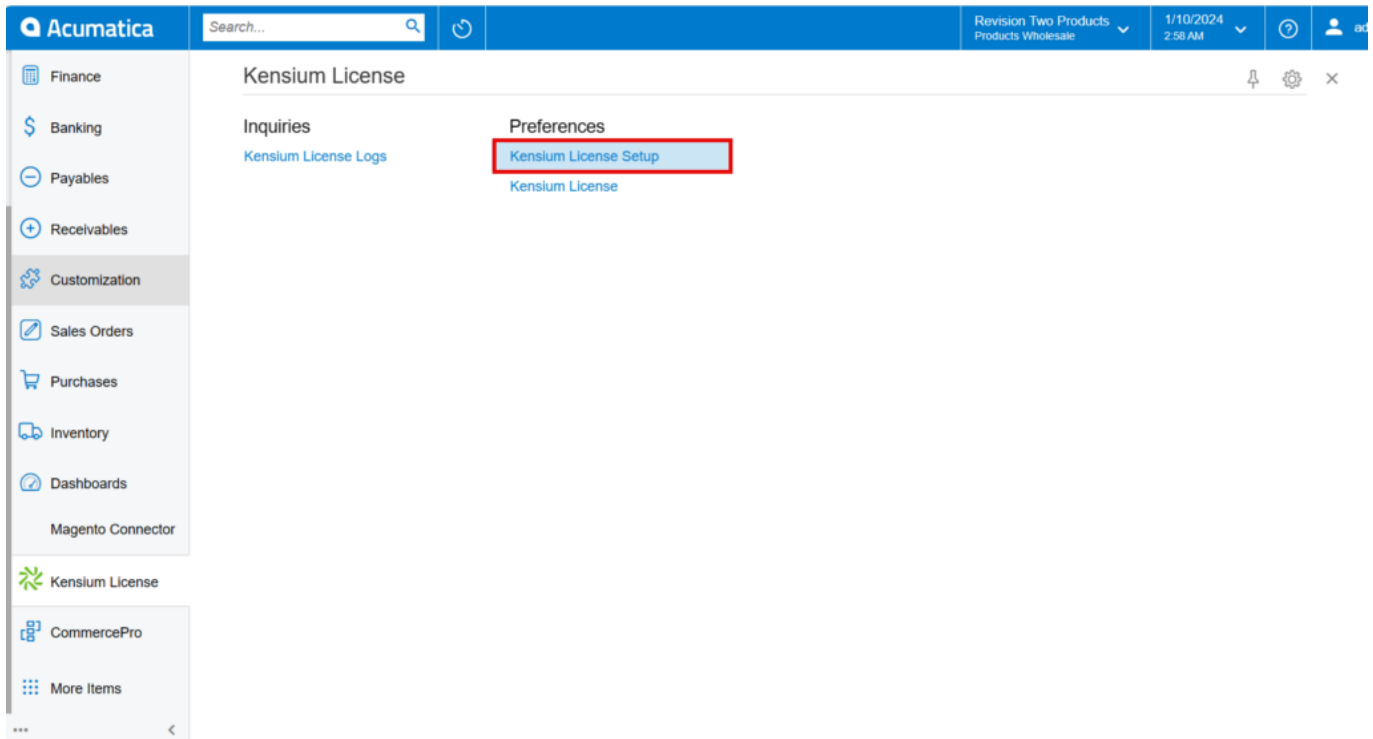 Acumatica
Search...
Revision Two Products
Products Wholesale
1/10/2024
2:58 AM
ad
Finance
Banking
Payables
Receivables
Customization
Sales Orders
Purchases
Inventory
Dashboards
Magento Connector
Kensium License
CommercePro
More Items
Kensium License
Inquiries
Kensium License Logs
Preferences
Kensium License Setup
Kensium License